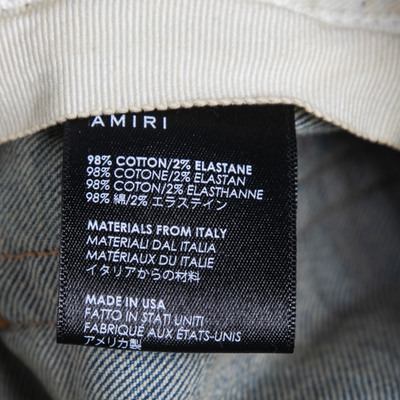 AMIRI
98% COTTON/2% ELASTANE
98% COTONE/2% ELASTAN
98% COTON/2% ELASTHANNE
98% 綿/2% エラステイン
MATERIALS FROM ITALY
MATERIALI DAL ITALIA
MATÉRIAUX DU ITALIE
イタリアからの材料
MADE IN USA
FATTO IN STATI UNITI
FABRIQUÉ AUX ÉTATS-UNIS
アメリカ製